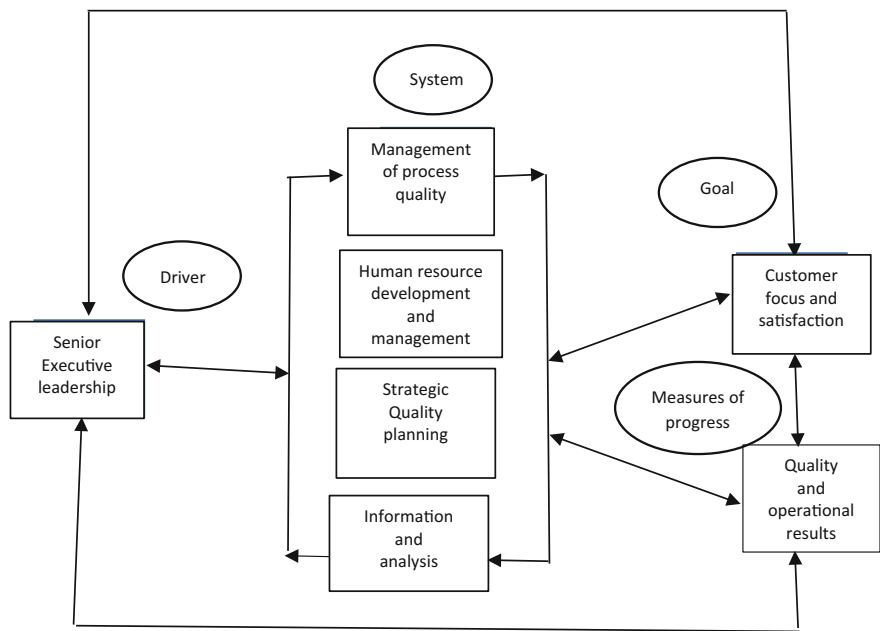 System
Management
of process
quality
Goal
Driver
Human resource
development
and
management
Customer
focus and
satisfaction
Senior
Executive
leadership
Strategic
Quality
planning
Measures of
progress
Quality
and
operational
results
Information
and
analysis